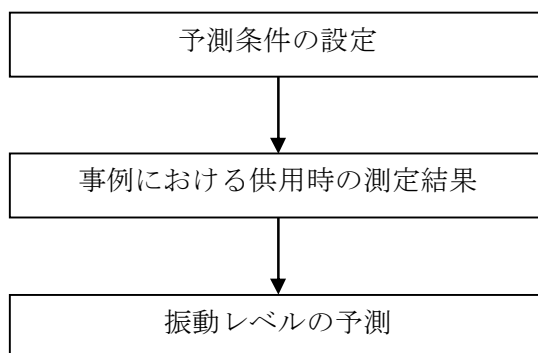 予測条件の設定
事例における供用時の測定結果
振動レベルの予測